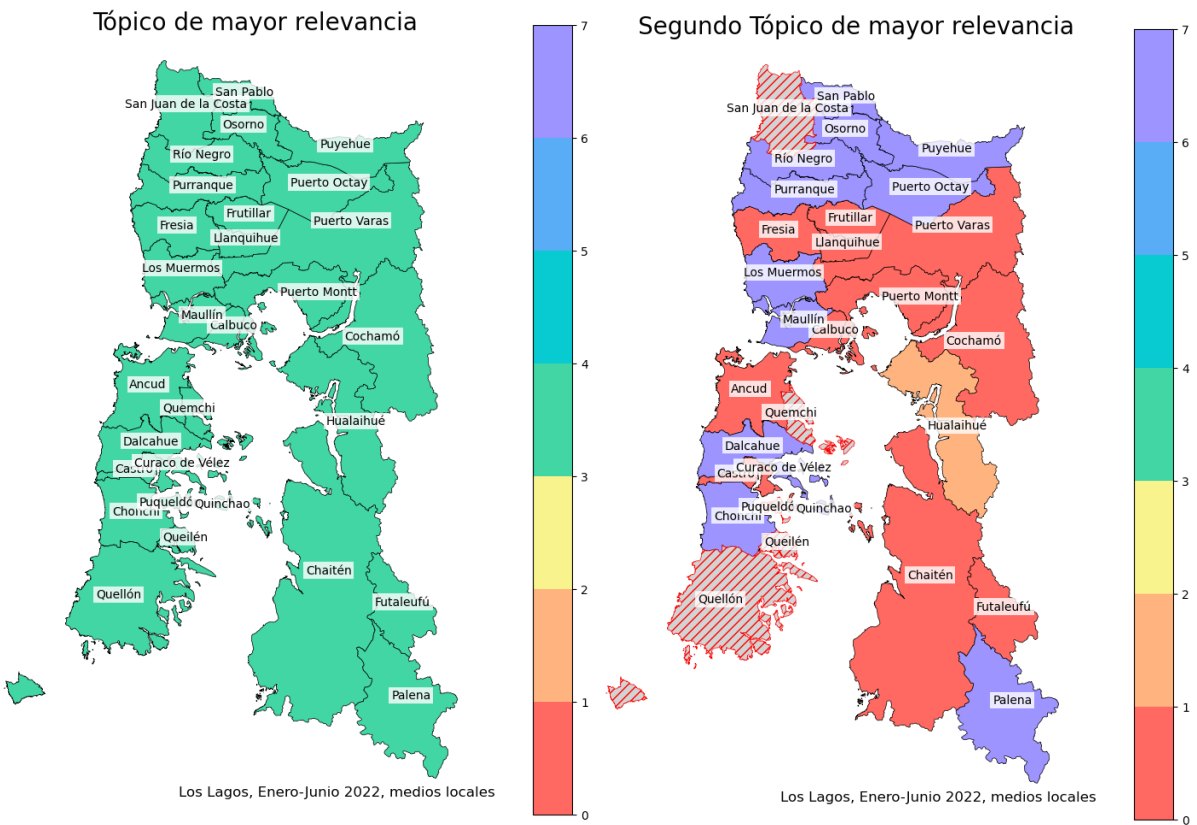 Tópico de mayor relevancia
San Pablo
San Juan de la Costa
Osorno
Puyehue
Río Negro
Purranque
Puerto Octay
Frutillar
Fresia
Puerto Varas
Llanquihue
Los Muermos
Puerto Montt
Maullín
Calbuco
Cochamó
Ancud
Quemchi
Hualaihué
Dalcahue
Curaco de Vélez
Castro
Puqueldó
Quinchao
Chonchi
Queilén
Chaitén
Quellón
Futaleufú
Palena
Los Lagos, Enero-Junio 2022, medios locales
7
6
5
4
3
2
1
0
Segundo Tópico de mayor relevancia
San Pablo
San Juan de la Costa
Osorno
Puyehue
Río Negro
Purranque
Puerto Octay
Frutillar
Fresia
Puerto Varas
Llanquihue
Los Muermos
Puerto Montt
Maullín
Calbuco
Cochamó
Ancud
Quemchi
Hualaihué
Dalcahue
Curaco de Vélez
Castro
Puqueldó
Quinchao
Chonchi
Queilén
Chaitén
Quellón
Futaleufú
Palena
Los Lagos, Enero-Junio 2022, medios locales
7
6
5
4
3
2
1
0